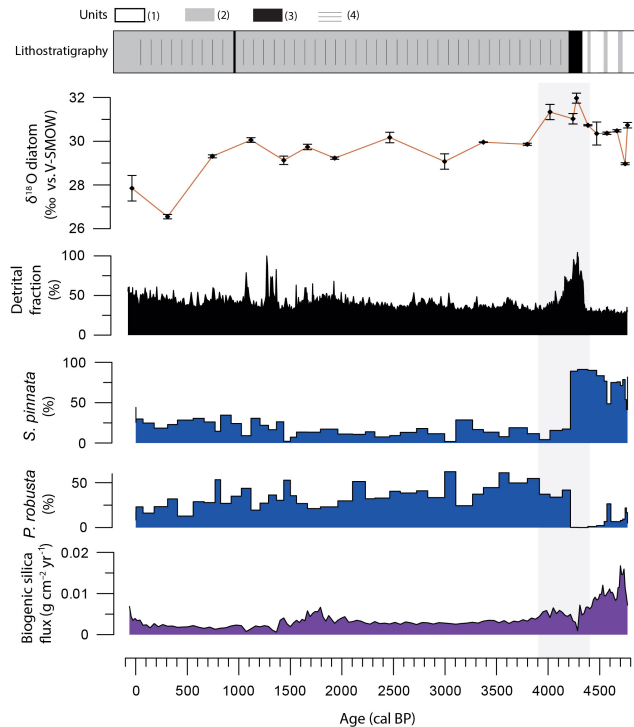 Units (1) (2) (3) (4)
Lithostratigraphy
32
30
28
26
δ18O diatom
(‰ vs. V-SMOW)
100
50
0
Detrital
fraction
(%)
100
50
0
S. pinnata
(%)
50
0
P. robusta
(%)
0.02
0.01
0
Biogenic silica
flux (g cm−2 yr−1)
0 500 1000 1500 2000 2500 3000 3500 4000 4500
Age (cal BP)